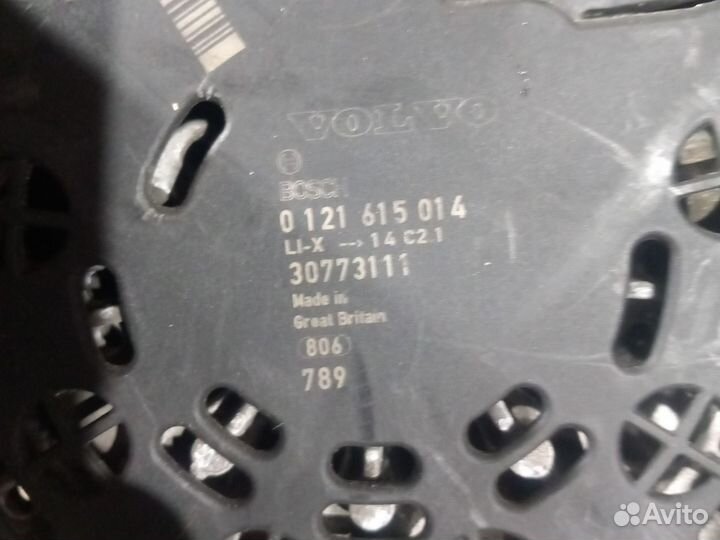 VOLVO
BOSCH
0 121 615 014
LI-X --> 14 C2.1
30773111
Made in
Great Britain
806
789
Avito